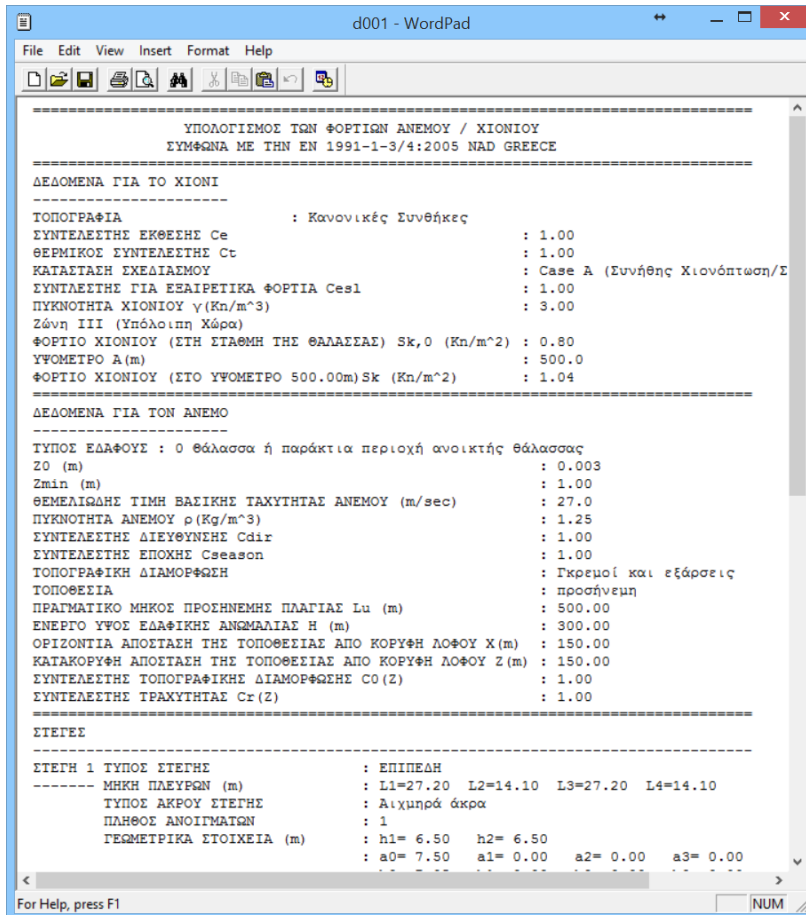 d001 - WordPad
File Edit View Insert Format Help
ΥΠΟΛΟΓΙΣΜΟΣ ΤΩΝ ΦΟΡΤΙΩΝ ΑΝΕΜΟΥ / ΧΙΟΝΙΟΥ
ΣΥΜΦΩΝΑ ΜΕ ΤΗΝ EN 1991-1-3/4:2005 NAD GREECE
ΔΕΔΟΜΕΝΑ ΓΙΑ ΤΟ ΧΙΟΝΙ
ΤΟΠΟΓΡΑΦΙΑ : Κανονικές Συνθήκες
ΣΥΝΤΕΛΕΣΤΗΣ ΕΚΘΕΣΗΣ Ce : 1.00
ΘΕΡΜΙΚΟΣ ΣΥΝΤΕΛΕΣΤΗΣ Ct : 1.00
ΚΑΤΑΣΤΑΣΗ ΣΧΕΔΙΑΣΜΟΥ : Case A (Συνήθης Χιονόπτωση/Σ
ΣΥΝΤΛΕΣΤΗΣ ΓΙΑ ΕΞΑΙΡΕΤΙΚΑ ΦΟΡΤΙΑ Cesl : 1.00
ΠΥΚΝΟΤΗΤΑ ΧΙΟΝΙΟΥ γ(Kn/m^3) : 3.00
Ζώνη III (Υπόλοιπη Χώρα)
ΦΟΡΤΙΟ ΧΙΟΝΙΟΥ (ΣΤΗ ΣΤΑΘΜΗ ΤΗΣ ΘΑΛΑΣΣΑΣ) Sk,0 (Kn/m^2) : 0.80
ΥΨΟΜΕΤΡΟ A(m) : 500.0
ΦΟΡΤΙΟ ΧΙΟΝΙΟΥ (ΣΤΟ ΥΨΟΜΕΤΡΟ 500.00m)Sk (Kn/m^2) : 1.04
ΔΕΔΟΜΕΝΑ ΓΙΑ ΤΟΝ ΑΝΕΜΟ
ΤΥΠΟΣ ΕΔΑΦΟΥΣ : 0 Θάλασσα ή παράκτια περιοχή ανοικτής θάλασσας
Z0 (m) : 0.003
Zmin (m) : 1.00
ΘΕΜΕΛΙΩΔΗΣ ΤΙΜΗ ΒΑΣΙΚΗΣ ΤΑΧΥΤΗΤΑΣ ΑΝΕΜΟΥ (m/sec) : 27.0
ΠΥΚΝΟΤΗΤΑ ΑΝΕΜΟΥ ρ(Kg/m^3) : 1.25
ΣΥΝΤΕΛΕΣΤΗΣ ΔΙΕΥΘΥΝΣΗΣ Cdir : 1.00
ΣΥΝΤΕΛΕΣΤΗΣ ΕΠΟΧΗΣ Cseason : 1.00
ΤΟΠΟΓΡΑΦΙΚΗ ΔΙΑΜΟΡΦΩΣΗ : Γκρεμοί και εξάρσεις
ΤΟΠΟΘΕΣΙΑ : προσήνεμη
ΠΡΑΓΜΑΤΙΚΟ ΜΗΚΟΣ ΠΡΟΣΗΝΕΜΗΣ ΠΛΑΓΙΑΣ Lu (m) : 500.00
ΕΝΕΡΓΟ ΥΨΟΣ ΕΔΑΦΙΚΗΣ ΑΝΩΜΑΛΙΑΣ H (m) : 300.00
ΟΡΙΖΟΝΤΙΑ ΑΠΟΣΤΑΣΗ ΤΗΣ ΤΟΠΟΘΕΣΙΑΣ ΑΠΟ ΚΟΡΥΦΗ ΛΟΦΟΥ X(m) : 150.00
ΚΑΤΑΚΟΡΥΦΗ ΑΠΟΣΤΑΣΗ ΤΗΣ ΤΟΠΟΘΕΣΙΑΣ ΑΠΟ ΚΟΡΥΦΗ ΛΟΦΟΥ Z(m) : 150.00
ΣΥΝΤΕΛΕΣΤΗΣ ΤΟΠΟΓΡΑΦΙΚΗΣ ΔΙΑΜΟΡΦΩΣΗΣ C0(Z) : 1.00
ΣΥΝΤΕΛΕΣΤΗΣ ΤΡΑΧΥΤΗΤΑΣ Cr(Z) : 1.00
ΣΤΕΓΕΣ
ΣΤΕΓΗ 1 ΤΥΠΟΣ ΣΤΕΓΗΣ : ΕΠΙΠΕΔΗ
------- ΜΗΚΗ ΠΛΕΥΡΩΝ (m) : L1=27.20 L2=14.10 L3=27.20 L4=14.10
ΤΥΠΟΣ ΑΚΡΟΥ ΣΤΕΓΗΣ : Αιχμηρά άκρα
ΠΛΗΘΟΣ ΑΝΟΙΓΜΑΤΩΝ : 1
ΓΕΩΜΕΤΡΙΚΑ ΣΤΟΙΧΕΙΑ (m) : h1= 6.50 h2= 6.50
: a0= 7.50 a1= 0.00 a2= 0.00 a3= 0.00
For Help, press F1
NUM